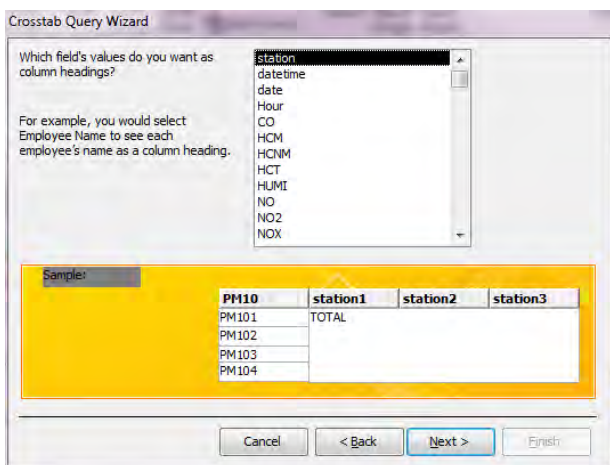 Crosstab Query Wizard
Which field's values do you want as
column headings?
For example, you would select
Employee Name to see each
employee's name as a column heading.
station
datetime
date
Hour
CO
HCM
HCNM
HCT
HUMI
NO
NO2
NOX
Sample:
PM10 station1 station2 station3
PM101 TOTAL
PM102
PM103
PM104
Cancel < Back Next > Finish